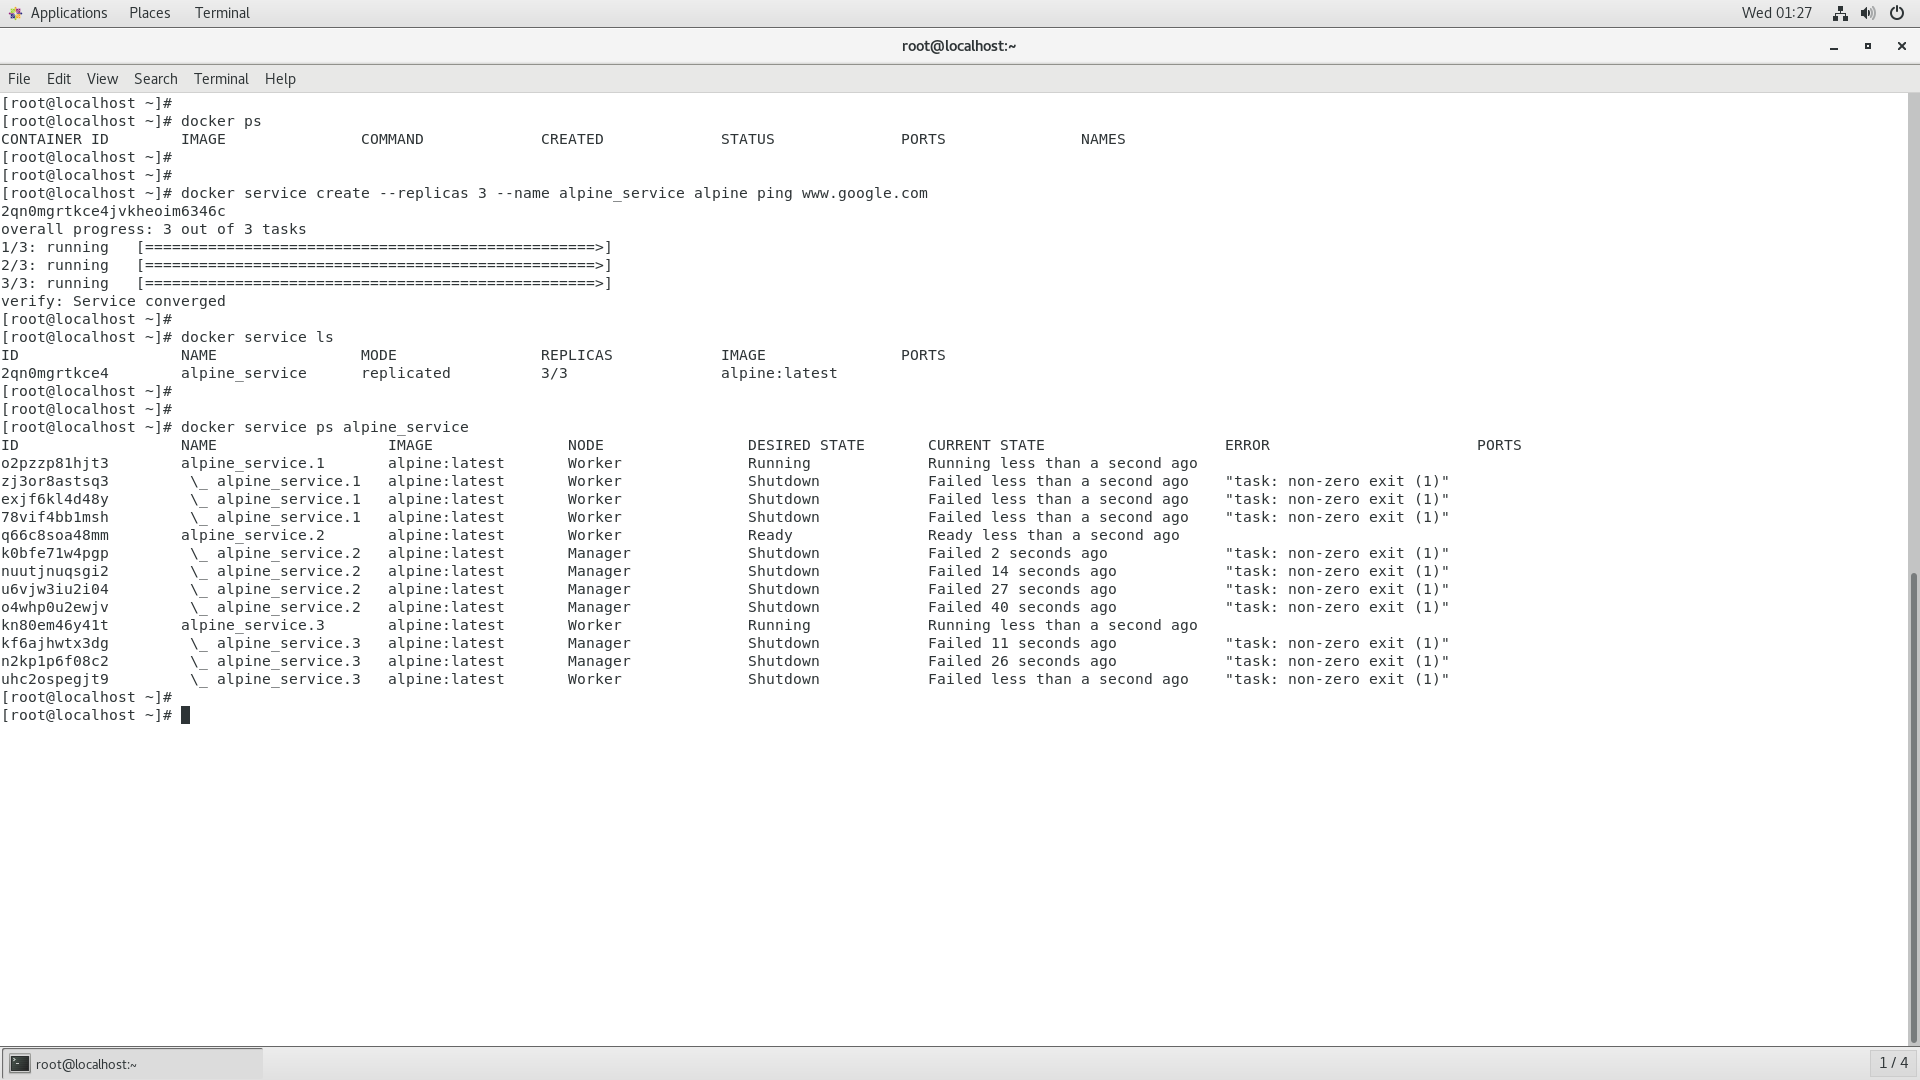 Applications Places Terminal Wed 01:27
root@localhost:~
File Edit View Search Terminal Help
[root@localhost ~]#
[root@localhost ~]# docker ps
CONTAINER ID        IMAGE               COMMAND             CREATED             STATUS              PORTS               NAMES
[root@localhost ~]#
[root@localhost ~]#
[root@localhost ~]# docker service create --replicas 3 --name alpine_service alpine ping www.google.com
2qn0mgrtkce4jvkheoim6346c
overall progress: 3 out of 3 tasks
1/3: running   [==================================================>]
2/3: running   [==================================================>]
3/3: running   [==================================================>]
verify: Service converged
[root@localhost ~]#
[root@localhost ~]# docker service ls
ID                  NAME                MODE                REPLICAS            IMAGE               PORTS
2qn0mgrtkce4        alpine_service      replicated          3/3                 alpine:latest
[root@localhost ~]#
[root@localhost ~]#
[root@localhost ~]# docker service ps alpine_service
ID                  NAME                   IMAGE               NODE                DESIRED STATE       CURRENT STATE                    ERROR                       PORTS
o2pzzp81hjt3        alpine_service.1       alpine:latest       Worker              Running             Running less than a second ago
zj3or8astsq3         \_ alpine_service.1   alpine:latest       Worker              Shutdown            Failed less than a second ago    "task: non-zero exit (1)"
exjf6kl4d48y         \_ alpine_service.1   alpine:latest       Worker              Shutdown            Failed less than a second ago    "task: non-zero exit (1)"
78vif4bb1msh         \_ alpine_service.1   alpine:latest       Worker              Shutdown            Failed less than a second ago    "task: non-zero exit (1)"
q66c8soa48mm        alpine_service.2       alpine:latest       Worker              Ready               Ready less than a second ago
k0bfe71w4pgp         \_ alpine_service.2   alpine:latest       Manager             Shutdown            Failed 2 seconds ago             "task: non-zero exit (1)"
nuutjnuqsgi2         \_ alpine_service.2   alpine:latest       Manager             Shutdown            Failed 14 seconds ago            "task: non-zero exit (1)"
u6vjw3iu2i04         \_ alpine_service.2   alpine:latest       Manager             Shutdown            Failed 27 seconds ago            "task: non-zero exit (1)"
o4whp0u2ewjv         \_ alpine_service.2   alpine:latest       Manager             Shutdown            Failed 40 seconds ago            "task: non-zero exit (1)"
kn80em46y41t        alpine_service.3       alpine:latest       Worker              Running             Running less than a second ago
kf6ajhwtx3dg         \_ alpine_service.3   alpine:latest       Manager             Shutdown            Failed 11 seconds ago            "task: non-zero exit (1)"
n2kp1p6f08c2         \_ alpine_service.3   alpine:latest       Manager             Shutdown            Failed 26 seconds ago            "task: non-zero exit (1)"
uhc2ospegjt9         \_ alpine_service.3   alpine:latest       Worker              Shutdown            Failed less than a second ago    "task: non-zero exit (1)"
[root@localhost ~]#
[root@localhost ~]#
root@localhost:~ 1 / 4